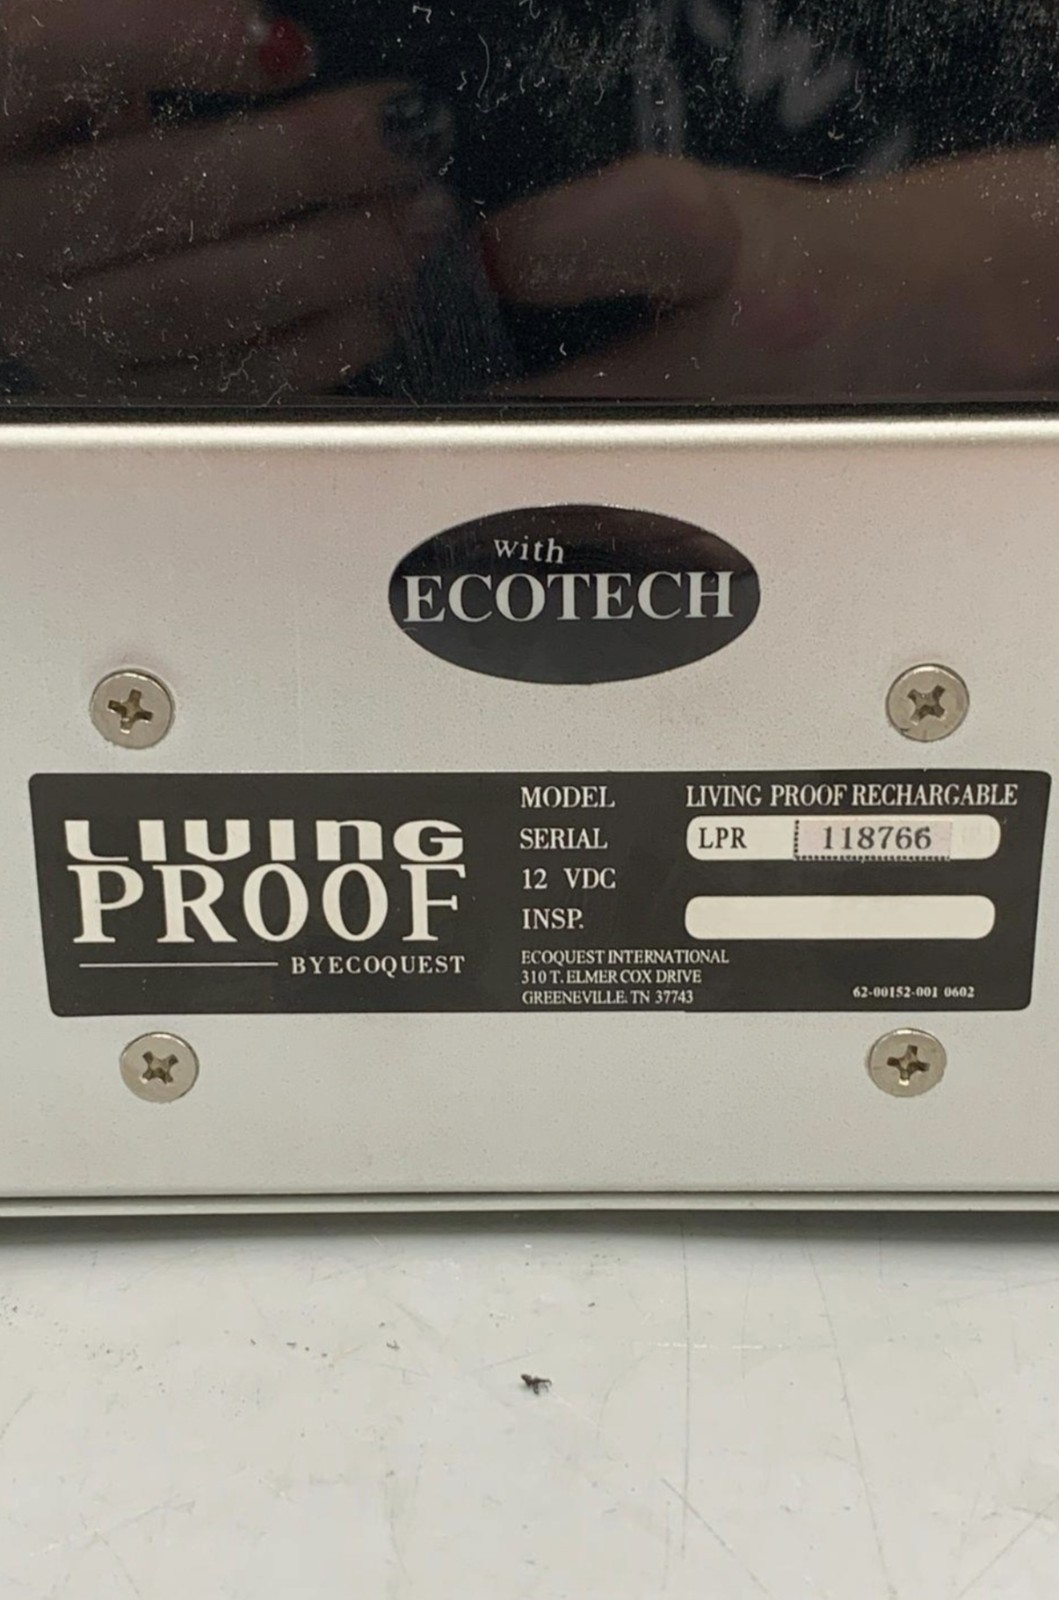 with
ECOTECH
LIVING
PROOF
BYECOQUEST
MODEL LIVING PROOF RECHARGABLE
SERIAL LPR 118766
12 VDC
INSP.
ECOQUEST INTERNATIONAL
310 T. ELMER COX DRIVE
GREENEVILLE, TN 37743
62-00152-001 0602